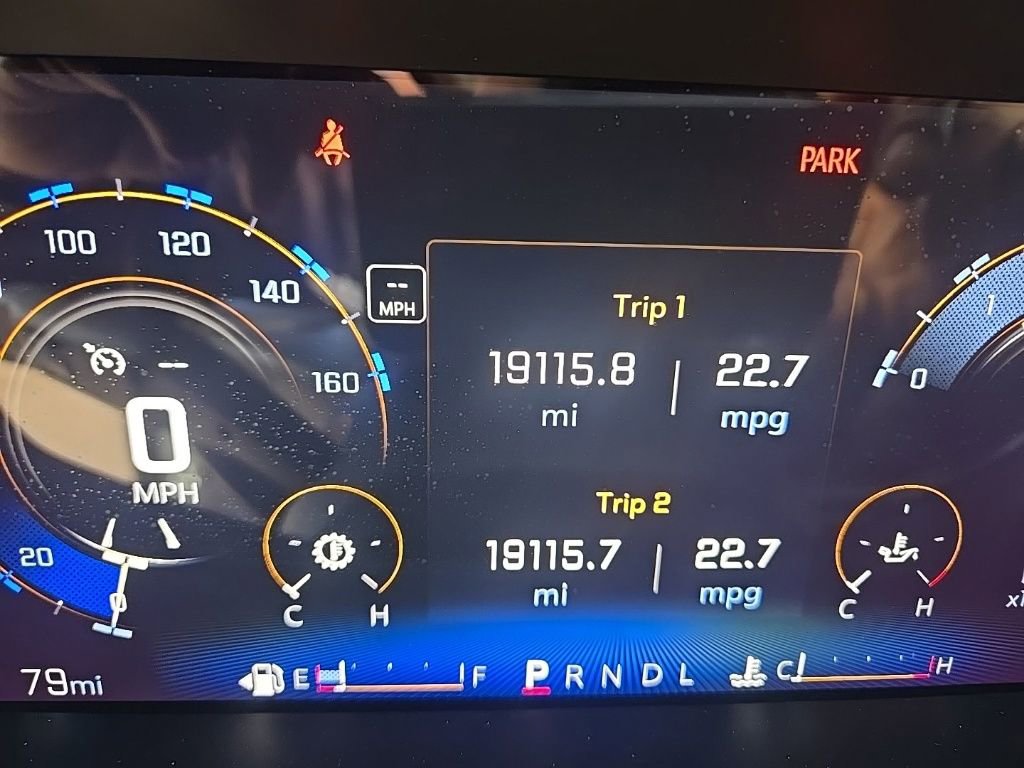 PARK
100
120
140
160
--
MPH
--
0
MPH
20
0
Trip 1
19115.8 | 22.7
mi mpg
Trip 2
19115.7 | 22.7
mi mpg
C H
C H
1
0
79mi
E F
P R N D L
C H